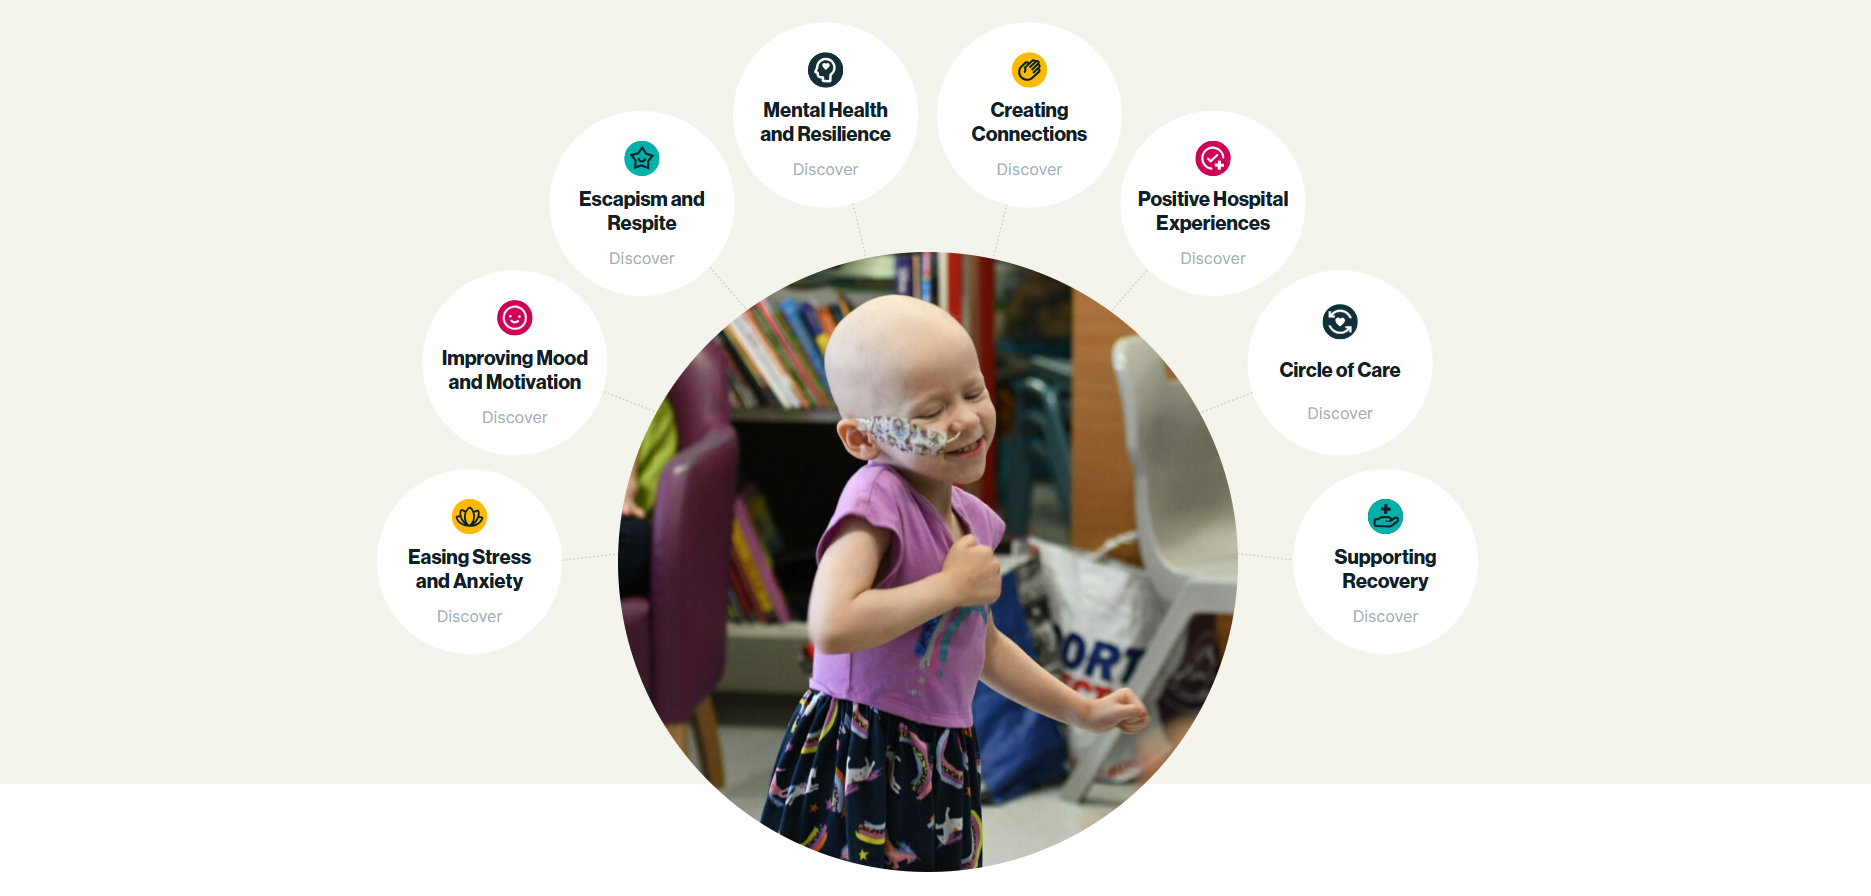 Mental Health
and Resilience
Discover
Creating
Connections
Discover
Escapism and
Respite
Discover
Positive Hospital
Experiences
Discover
Improving Mood
and Motivation
Discover
Circle of Care
Discover
Easing Stress
and Anxiety
Discover
Supporting
Recovery
Discover
ORT
CT